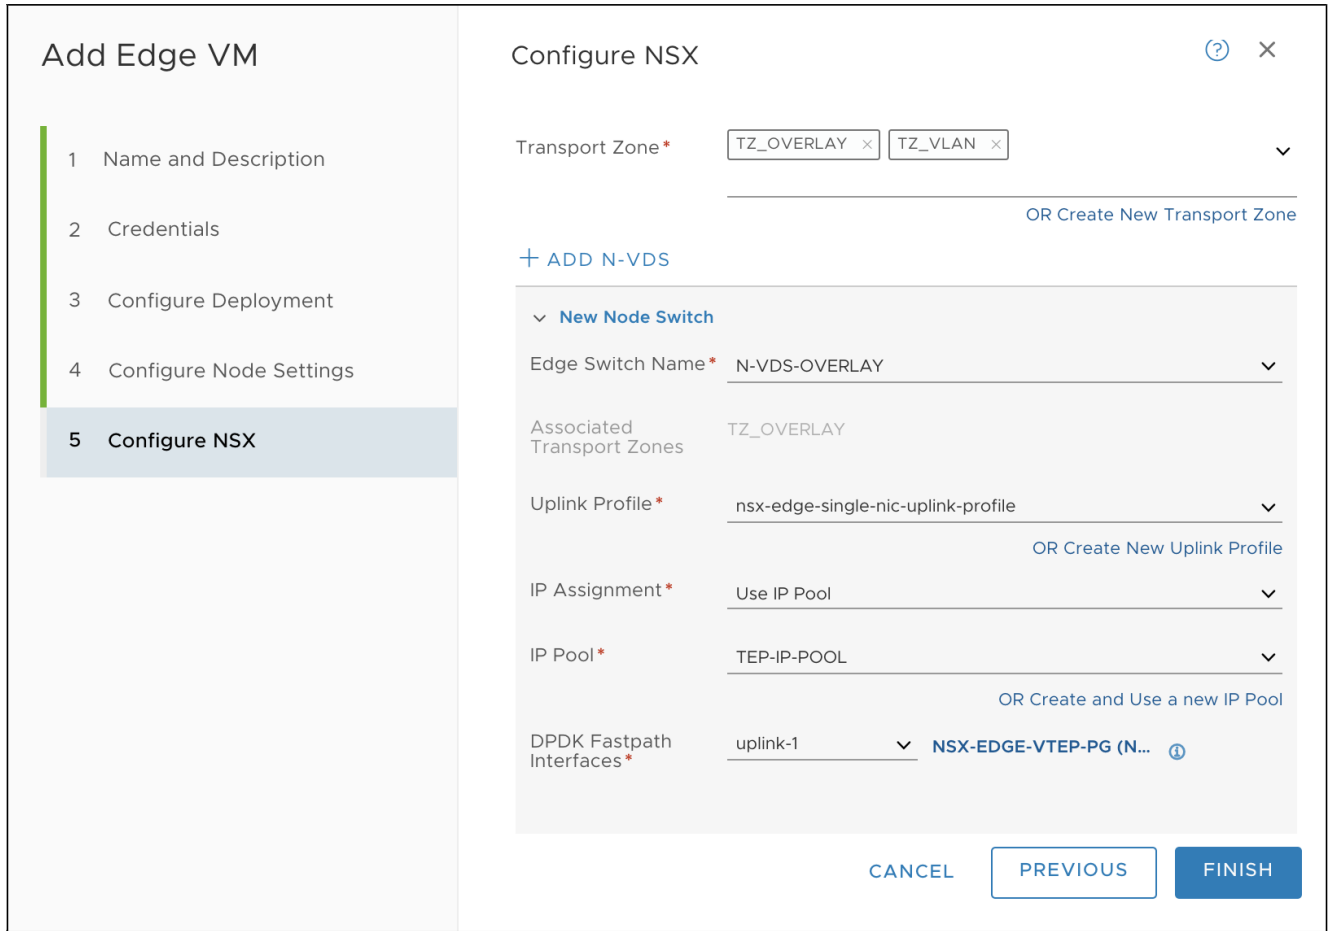 Add Edge VM
1 Name and Description
2 Credentials
3 Configure Deployment
4 Configure Node Settings
5 Configure NSX
Configure NSX
Transport Zone*
TZ_OVERLAY × TZ_VLAN ×
OR Create New Transport Zone
+ ADD N-VDS
New Node Switch
Edge Switch Name* N-VDS-OVERLAY
Associated
Transport Zones
TZ_OVERLAY
Uplink Profile* nsx-edge-single-nic-uplink-profile
OR Create New Uplink Profile
IP Assignment* Use IP Pool
IP Pool* TEP-IP-POOL
OR Create and Use a new IP Pool
DPDK Fastpath
Interfaces*
uplink-1 NSX-EDGE-VTEP-PG (N...
CANCEL PREVIOUS FINISH